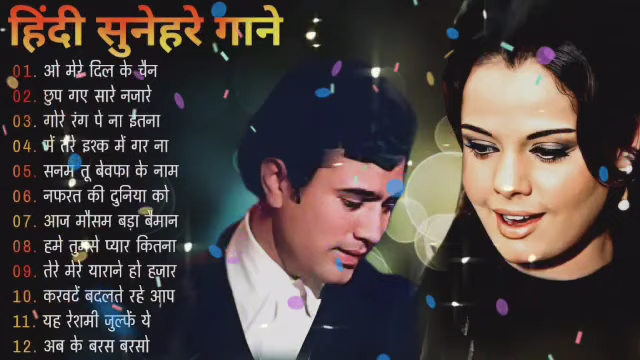 हिंदी सुनेहरे गाने
01. ओ मेरे दिल के चैन
02. छुप गए सारे नजारे
03. गोरे रंग पे ना इतना
04. में तेरे इश्क में गर ना
05. सनम तू बेवफा के नाम
06. नफरत की दुनिया को
07. आज मौसम बड़ा बैमान
08. हमे तुमसे प्यार कितना
09. तेरे मेरे याराने हो हजार
10. करवटें बदलते रहे आप
11. यह रेशमी जुल्फें ये
12. अब के बरस बरसो